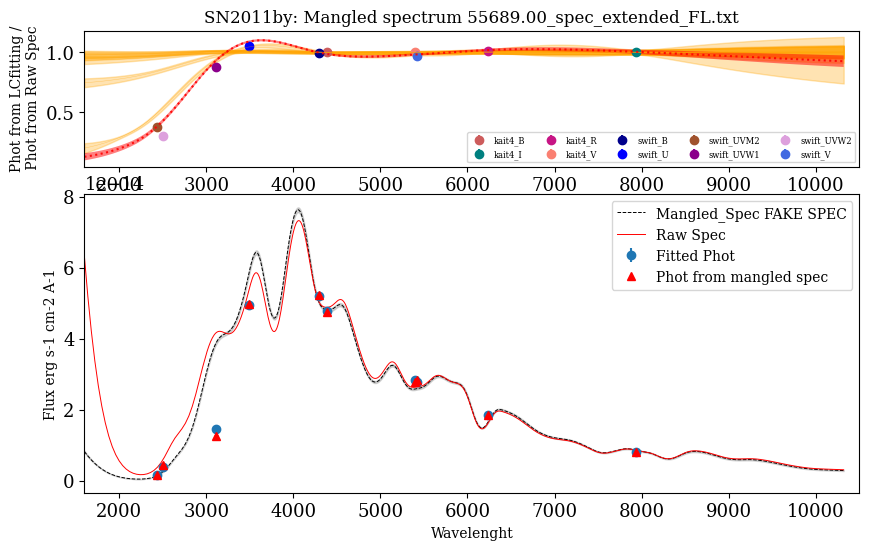 SN2011by: Mangled spectrum 55689.00_spec_extended_FL.txt
Phot from LCfitting /
Phot from Raw Spec
1.0
0.5
kait4_B
kait4_R
swift_B
swift_UVM2
swift_UVW2
kait4_I
kait4_V
swift_U
swift_UVW1
swift_V
2000 3000 4000 5000 6000 7000 8000 9000 10000
8
6
4
2
0
Flux erg s-1 cm-2 A-1
Mangled_Spec FAKE SPEC
Raw Spec
Fitted Phot
Phot from mangled spec
2000 3000 4000 5000 6000 7000 8000 9000 10000
Wavelenght